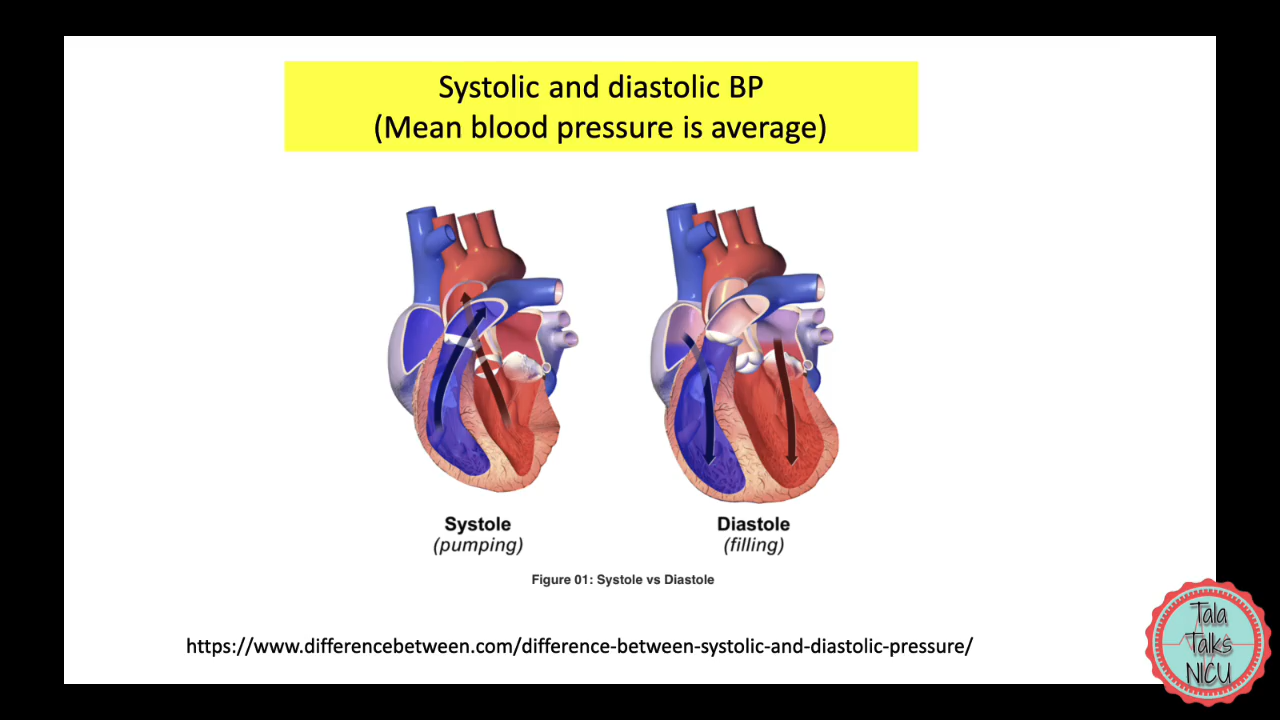 Systolic and diastolic BP
(Mean blood pressure is average)
Systole
(pumping)
Diastole
(filling)
Figure 01: Systole vs Diastole
https://www.differencebetween.com/difference-between-systolic-and-diastolic-pressure/
Tala
Talks
NICU